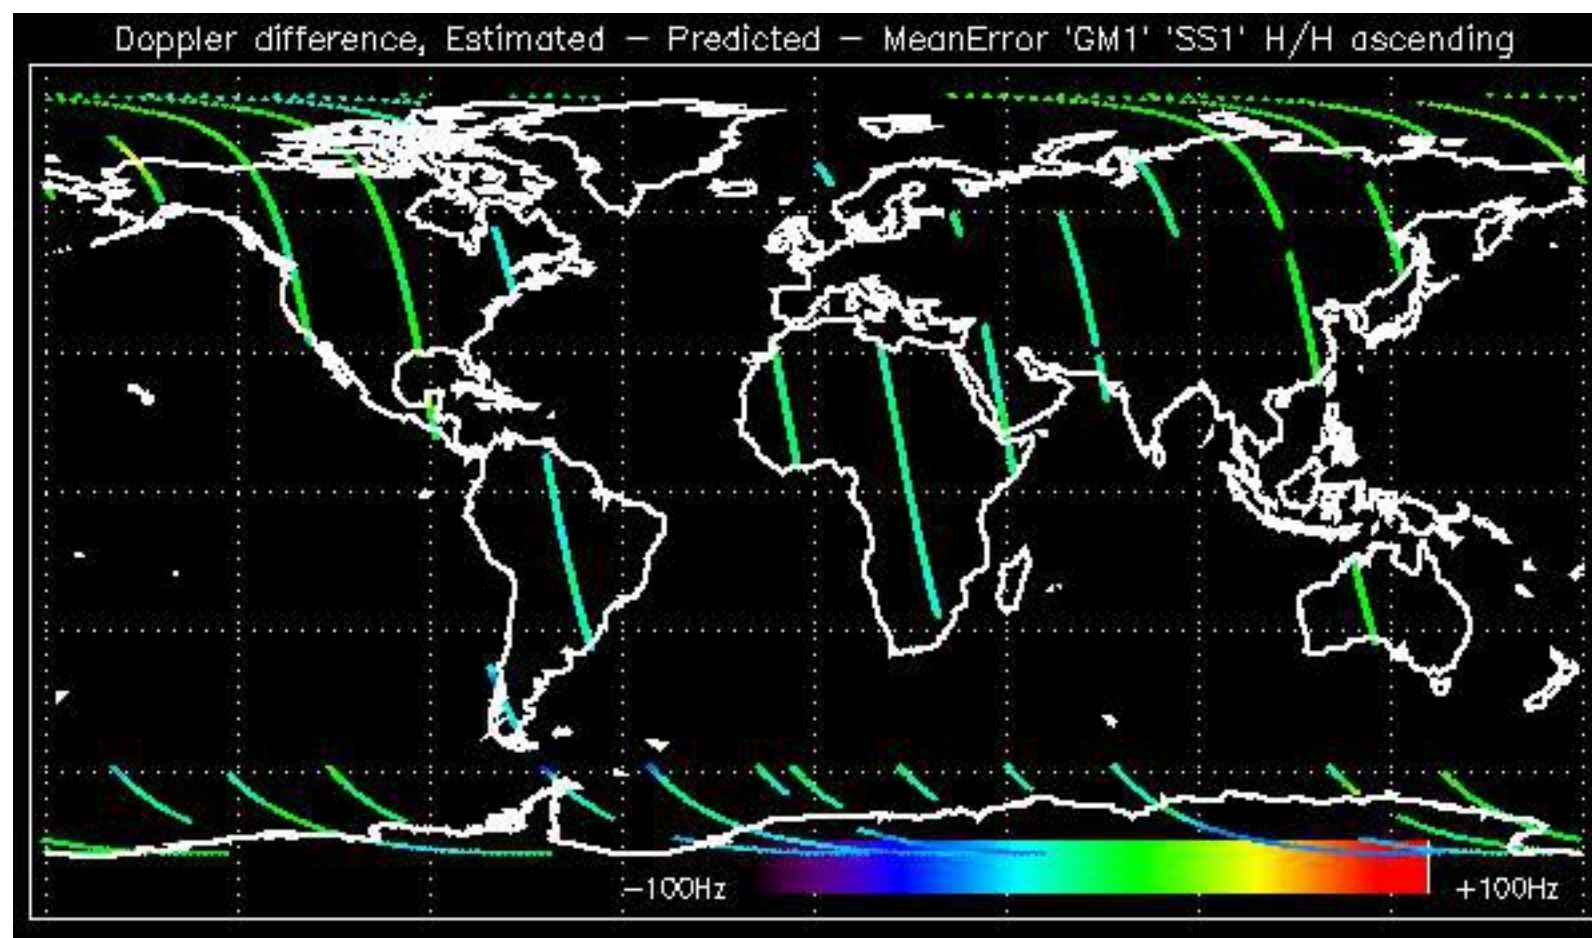 Doppler difference, Estimated – Predicted – MeanError 'GM1' 'SS1' H/H ascending
-100Hz
+100Hz